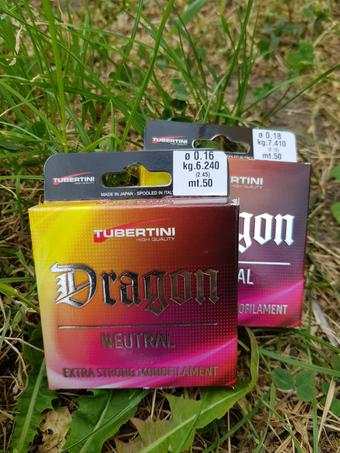 ø 0.16
kg.6.240
(2.45)
mt.50
TUBERTINI
MADE IN JAPAN - SPOOLED IN ITALY
TUBERTINI
HIGH QUALITY
Dragon
NEUTRAL
EXTRA STRONG MONOFILAMENT
ø 0.18
kg.7.410
mt.50
TUBERTINI
TUBERTINI
gon
AL
MONOFILAMENT